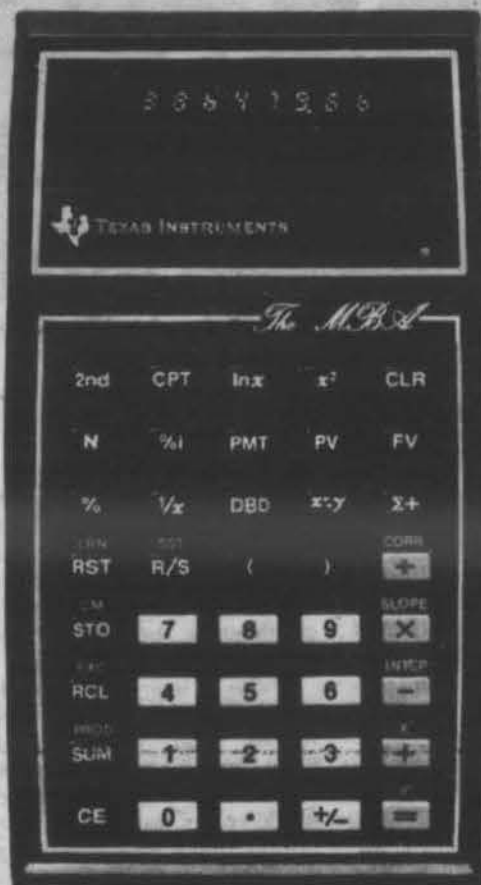 TEXAS INSTRUMENTS
The MBA
2nd CPT lnx x² CLR
N %i PMT PV FV
% 1/x DBD x:y Σ+
CORR
RST R/S ( ) ÷
SLOPE
STO 7 8 9 ×
INTCP
RCL 4 5 6 −
SUM 1 2 3 +
CE 0 . +/− =